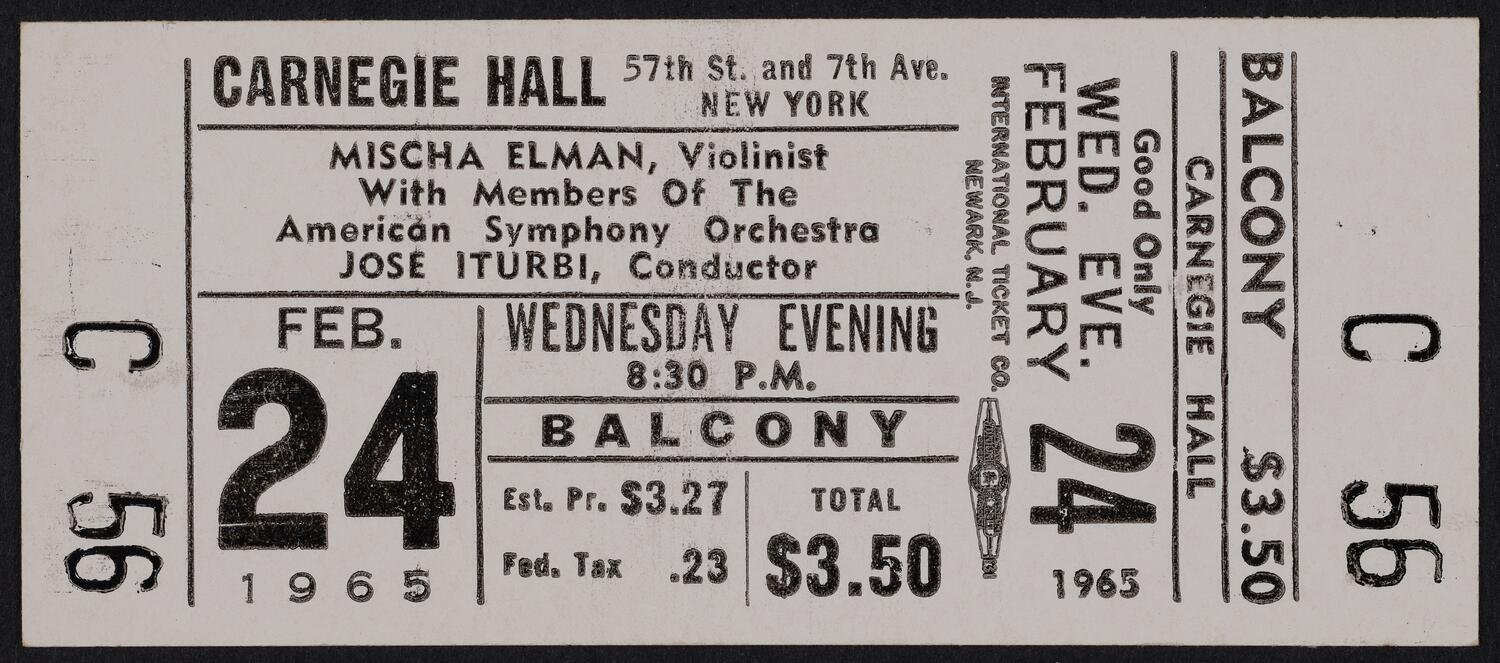 C 56
CARNEGIE HALL 57th St. and 7th Ave.
NEW YORK
MISCHA ELMAN, Violinist
With Members Of The
American Symphony Orchestra
JOSE ITURBI, Conductor
FEB.
24
1965
WEDNESDAY EVENING
8:30 P.M.
BALCONY
Est. Pr. $3.27
Fed. Tax .23
TOTAL
$3.50
INTERNATIONAL TICKET CO.
NEWARK, N.J.
Good Only
WED. EVE.
FEBRUARY 24
1965
CARNEGIE HALL
BALCONY $3.50
C 56